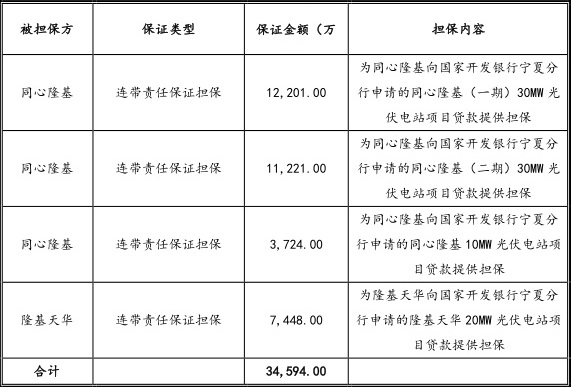 被担保方 保证类型 保证金额（万 担保内容
同心隆基 连带责任保证担保 12,201.00 为同心隆基向国家开发银行宁夏分
行申请的同心隆基（一期）30MW 光
伏电站项目贷款提供担保
同心隆基 连带责任保证担保 11,221.00 为同心隆基向国家开发银行宁夏分
行申请的同心隆基（二期）30MW 光
伏电站项目贷款提供担保
同心隆基 连带责任保证担保 3,724.00 为同心隆基向国家开发银行宁夏分
行申请的同心隆基 10MW 光伏电站项
目贷款提供担保
隆基天华 连带责任保证担保 7,448.00 为隆基天华向国家开发银行宁夏分
行申请的隆基天华 20MW 光伏电站项
目贷款提供担保
合计 34,594.00